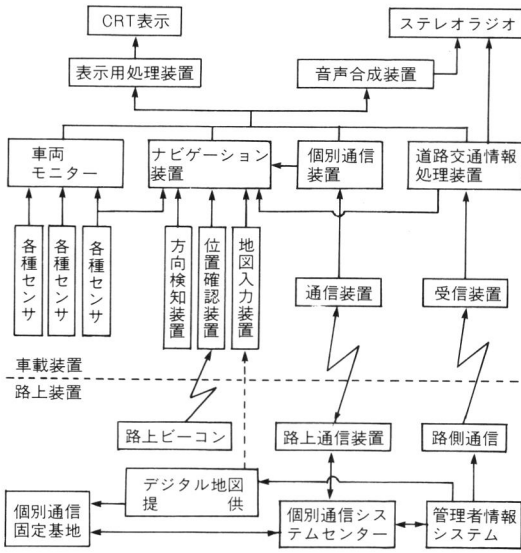 CRT表示
ステレオラジオ
表示用処理装置
音声合成装置
車両
モニター
ナビゲーション
装置
個別通信
装置
道路交通情報
処理装置
各種センサ
各種センサ
各種センサ
方向検知装置
位置確認装置
地図入力装置
通信装置
受信装置
車載装置
路上装置
路上ビーコン
路上通信装置
路側通信
デジタル地図
提 供
個別通信
固定基地
個別通信シス
テムセンター
管理者情報
システム